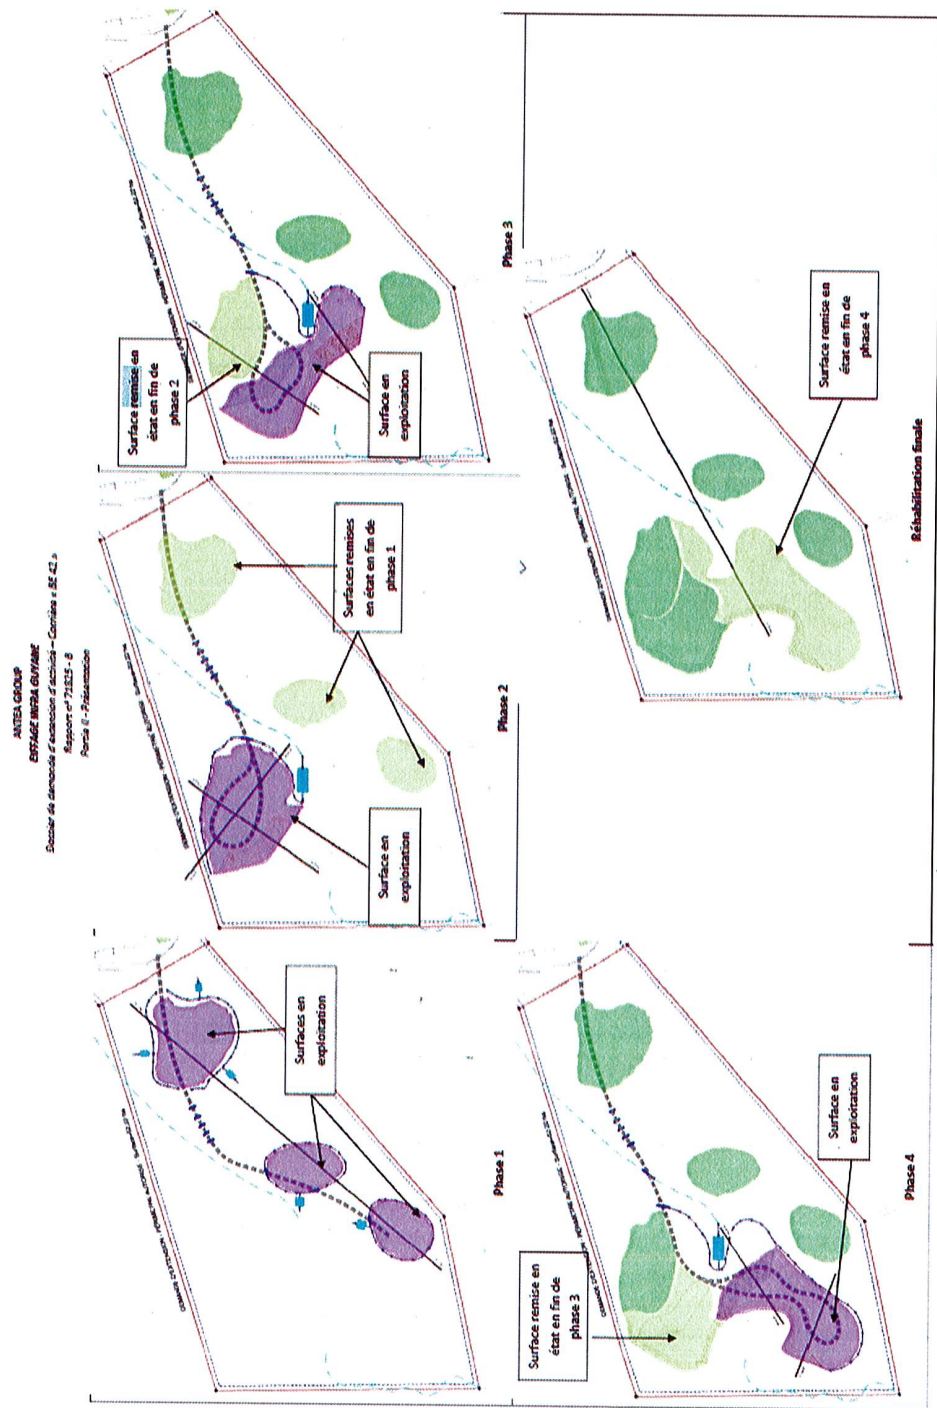 ANTEA GROUP
EIFFAGE INFRA GUYANE
Dossier de demande d'extension d'activité – Carrière « BE 42 »
Rapport n° 71825 - B
Partie II - Présentation
Surfaces en
exploitation
Phase 1
Surfaces remises
en état en fin de
phase 1
Surface en
exploitation
Phase 2
Surface remise en
état en fin de
phase 2
Surface en
exploitation
Phase 3
Surface remise en
état en fin de
phase 3
Surface en
exploitation
Phase 4
Surface remise en
état en fin de
phase 4
Réhabilitation finale